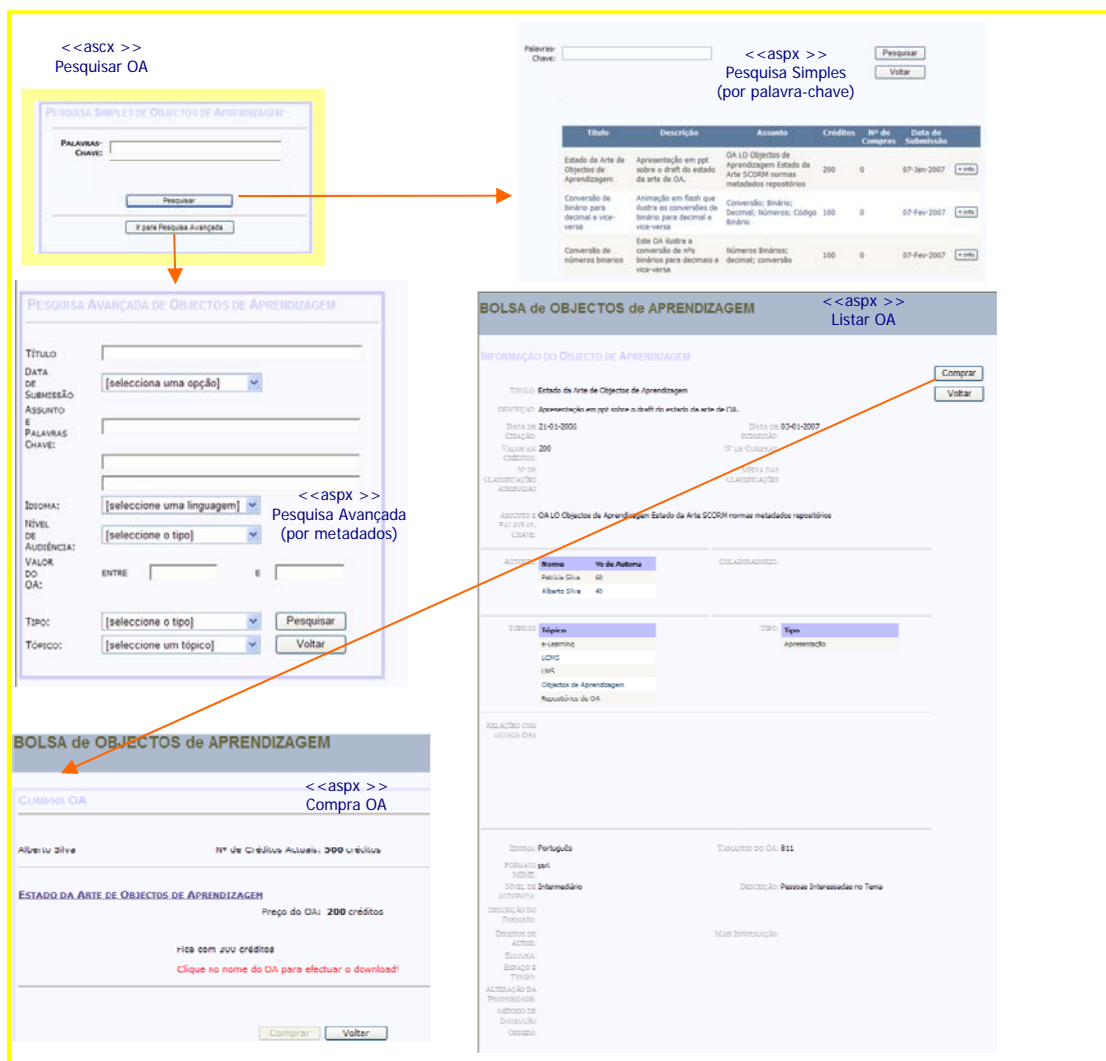 <<ascx >>
Pesquisar OA
PESQUISA SIMPLES DE OBJECTOS DE APRENDIZAGEM
PALAVRAS-
CHAVE:
Pesquisar
Ir para Pesquisa Avançada
Palavras-
Chave:
<<aspx >>
Pesquisa Simples
(por palavra-chave)
Pesquisar
Voltar
Título Descrição Assunto Créditos Nº de Compras Data de Submissão
Estado da Arte de Objectos de Aprendizagem Apresentação em ppt sobre o draft do estado da arte de OA. OA LO Objectos de Aprendizagem Estado da Arte SCORM normas metadados repositórios 200 0 07-Jan-2007 + info
Conversão de binário para decimal e vice-versa Animação em flash que ilustra as conversões de binário para decimal e vice-versa Conversão; Binário; Decimal; Números; Código Binário 100 0 07-Fev-2007 + info
Conversão de números binarios Este OA ilustra a conversão de nºs binários para decimais e vice-versa Números Binários; decimal; conversão 100 0 07-Fev-2007 + info
PESQUISA AVANÇADA DE OBJECTOS DE APRENDIZAGEM
TÍTULO
DATA
DE
SUBMISSÃO
[selecciona uma opção]
ASSUNTO
E
PALAVRAS
CHAVE:
IDIOMA: [seleccione uma linguagem]
<<aspx >>
Pesquisa Avançada
(por metadados)
NÍVEL
DE
AUDIÊNCIA:
[seleccione o tipo]
VALOR
DO
OA:
ENTRE E
TIPO: [seleccione o tipo] Pesquisar
TÓPICO: [seleccione um tópico] Voltar
BOLSA de OBJECTOS de APRENDIZAGEM
<<aspx >>
Listar OA
INFORMAÇÃO DO OBJECTO DE APRENDIZAGEM
Comprar
Voltar
TÍTULO: Estado da Arte de Objectos de Aprendizagem
DESCRIÇÃO: Apresentação em ppt sobre o draft do estado da arte de OA.
DATA DE CRIAÇÃO: 21-01-2006 DATA DE SUBMISSÃO: 03-01-2007
VALOR EM CRÉDITOS: 200 Nº DE COMPRAS:
Nº DE CLASSIFICAÇÕES ATRIBUIDAS MÉDIA DAS CLASSIFICAÇÕES
ASSUNTO E PALAVRAS-CHAVE: OA LO Objectos de Aprendizagem Estado da Arte SCORM normas metadados repositórios
AUTORES: Nome % de Autoria COLABORADORES:
Patrícia Silva 60
Alberto Silva 40
TÓPICOS Tópico TIPO: Tipo
e-Learning Apresentação
LCMS
LMS
Objectos de Aprendizagem
Repositórios de OA
RELAÇÕES COM
OUTROS OAS
IDIOMA: Português TAMANHO DO OA: 811
FORMATO MIME: ppt
NÍVEL DE AUDIÊNCIA Intermediário DESCRIÇÃO: Pessoas Interessadas no Tema
DESCRIÇÃO DO
FORMATO:
DIREITOS DE AUTOR: MAIS INFORMAÇÃO:
ESPAÇO E
TEMPO:
ALTERAÇÃO DA
PROPRIEDADE:
MÉTODO DE
INSTRUÇÃO
ORIGEM:
BOLSA de OBJECTOS de APRENDIZAGEM
<<aspx >>
Compra OA
COMPRA OA
Alberto Silva Nº de Créditos Actuais: 500 créditos
ESTADO DA ARTE DE OBJECTOS DE APRENDIZAGEM
Preço do OA: 200 créditos
Fica com 300 créditos
Clique no nome do OA para efectuar o download!
Comprar Voltar